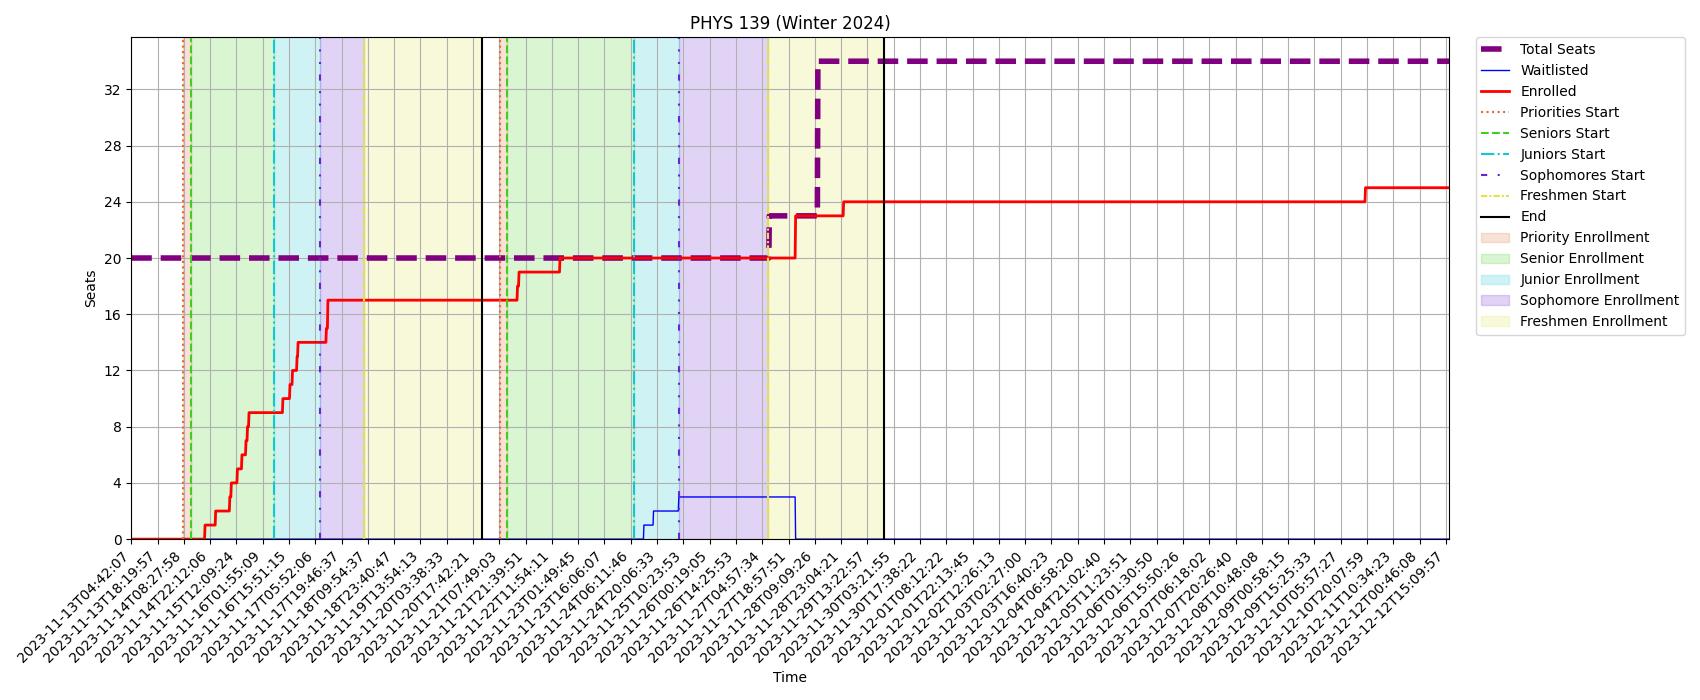 PHYS 139 (Winter 2024)
Seats
32
28
24
20
16
12
8
4
0
2023-11-13T04:42:07
2023-11-13T18:19:57
2023-11-14T08:27:58
2023-11-14T22:12:06
2023-11-15T12:09:24
2023-11-16T01:55:09
2023-11-16T15:51:15
2023-11-17T05:52:06
2023-11-17T19:46:37
2023-11-18T09:54:37
2023-11-18T23:40:47
2023-11-19T13:54:13
2023-11-20T03:38:33
2023-11-20T17:42:21
2023-11-21T07:49:03
2023-11-21T21:39:51
2023-11-22T11:54:11
2023-11-23T01:49:45
2023-11-23T16:06:07
2023-11-24T06:11:46
2023-11-24T20:06:33
2023-11-25T10:23:53
2023-11-26T00:19:05
2023-11-26T14:25:53
2023-11-27T04:57:34
2023-11-27T18:57:51
2023-11-28T09:09:26
2023-11-28T23:04:21
2023-11-29T13:22:57
2023-11-30T03:21:55
2023-11-30T17:38:22
2023-12-01T08:12:22
2023-12-01T22:13:45
2023-12-02T12:26:13
2023-12-03T02:27:00
2023-12-03T16:40:23
2023-12-04T06:58:20
2023-12-04T21:02:40
2023-12-05T11:23:51
2023-12-06T01:30:50
2023-12-06T15:50:26
2023-12-07T06:18:02
2023-12-07T20:26:40
2023-12-08T10:48:08
2023-12-09T00:58:15
2023-12-09T15:25:33
2023-12-10T05:57:27
2023-12-10T20:07:59
2023-12-11T10:34:23
2023-12-12T00:46:08
2023-12-12T15:09:57
Time
Total Seats
Waitlisted
Enrolled
Priorities Start
Seniors Start
Juniors Start
Sophomores Start
Freshmen Start
End
Priority Enrollment
Senior Enrollment
Junior Enrollment
Sophomore Enrollment
Freshmen Enrollment